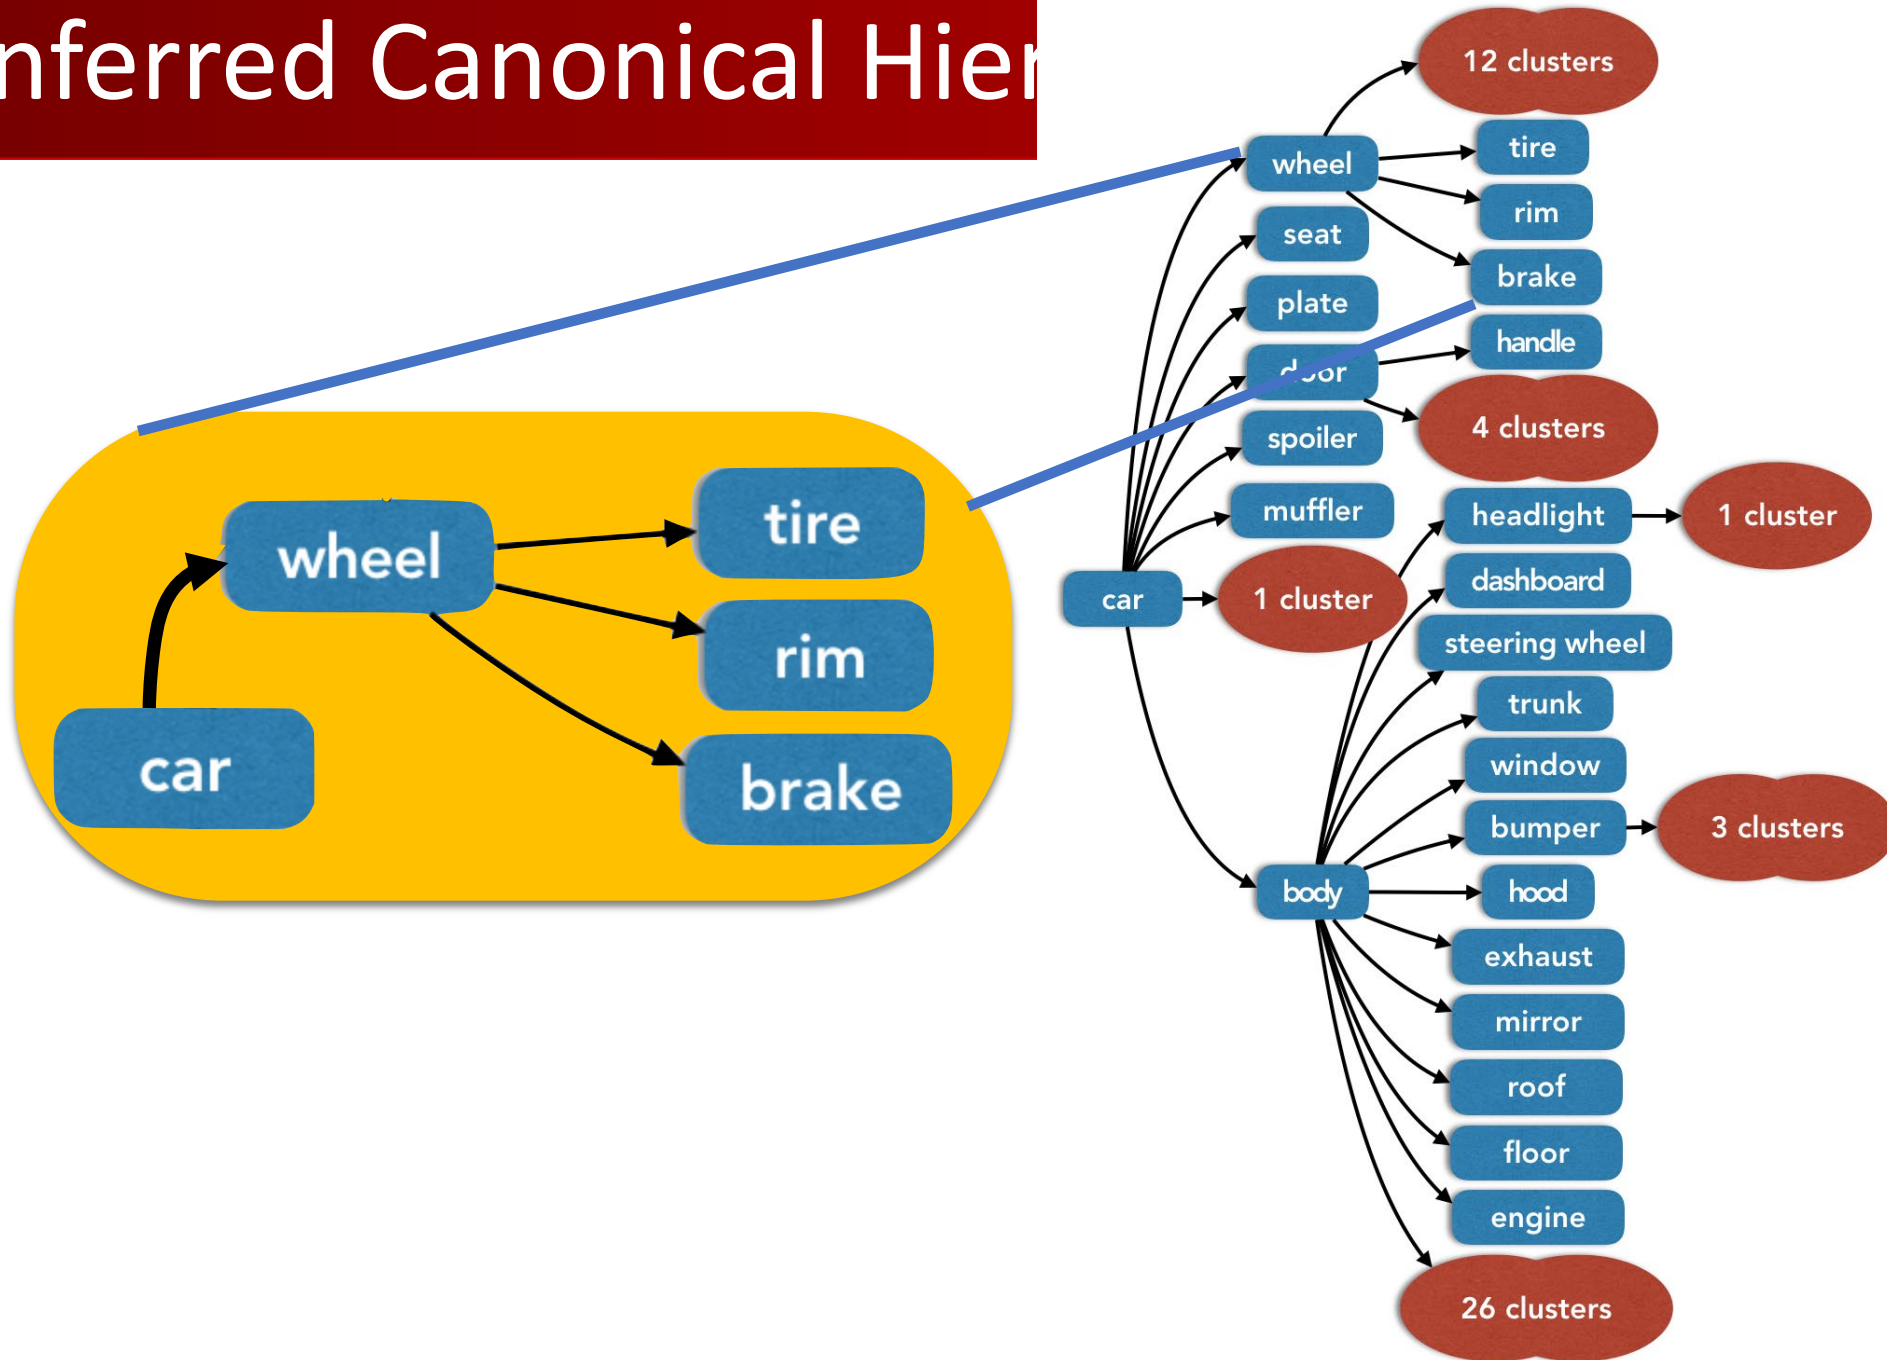 nferred Canonical Hier
wheel
tire
rim
brake
car
12 clusters
wheel
tire
rim
seat
brake
plate
handle
door
4 clusters
spoiler
muffler
headlight
1 cluster
dashboard
car
1 cluster
steering wheel
trunk
window
bumper
3 clusters
body
hood
exhaust
mirror
roof
floor
engine
26 clusters